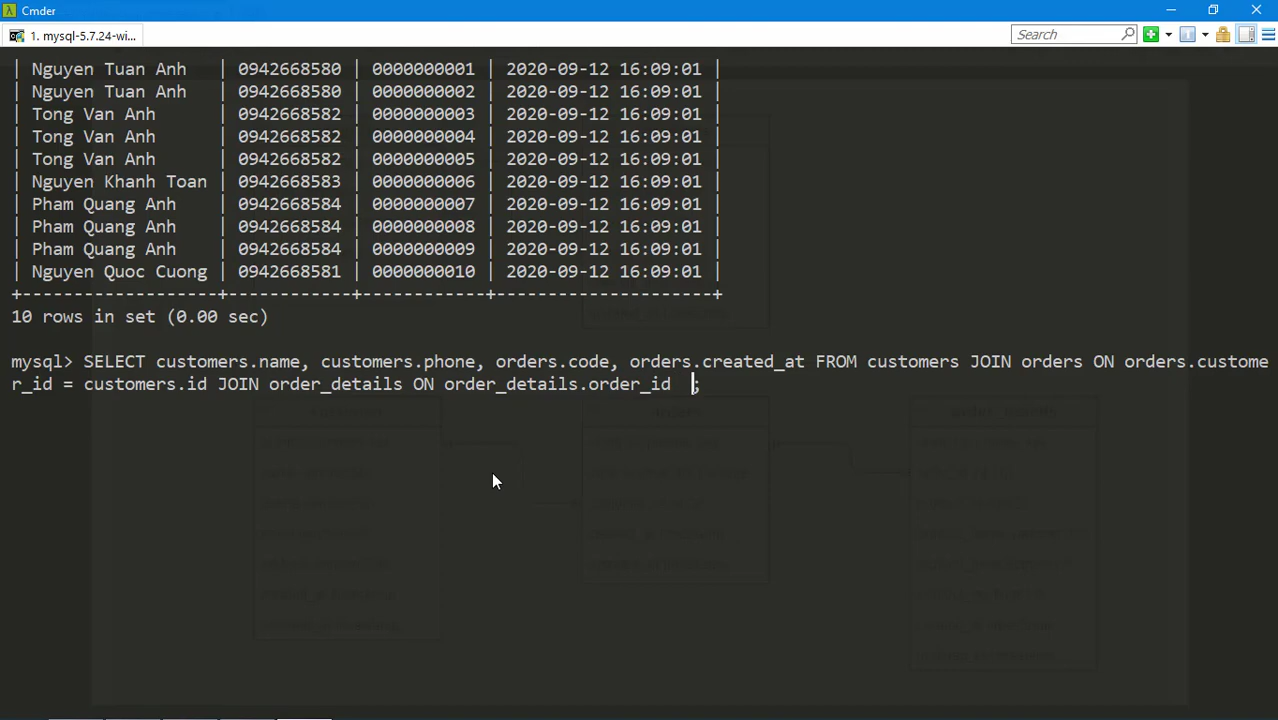 Cmder
1. mysql-5.7.24-wi...
Search
| Nguyen Tuan Anh | 0942668580 | 0000000001 | 2020-09-12 16:09:01 |
| Nguyen Tuan Anh | 0942668580 | 0000000002 | 2020-09-12 16:09:01 |
| Tong Van Anh | 0942668582 | 0000000003 | 2020-09-12 16:09:01 |
| Tong Van Anh | 0942668582 | 0000000004 | 2020-09-12 16:09:01 |
| Tong Van Anh | 0942668582 | 0000000005 | 2020-09-12 16:09:01 |
| Nguyen Khanh Toan | 0942668583 | 0000000006 | 2020-09-12 16:09:01 |
| Pham Quang Anh | 0942668584 | 0000000007 | 2020-09-12 16:09:01 |
| Pham Quang Anh | 0942668584 | 0000000008 | 2020-09-12 16:09:01 |
| Pham Quang Anh | 0942668584 | 0000000009 | 2020-09-12 16:09:01 |
| Nguyen Quoc Cuong | 0942668581 | 0000000010 | 2020-09-12 16:09:01 |
+-------------------+------------+------------+---------------------+
10 rows in set (0.00 sec)
mysql> SELECT customers.name, customers.phone, orders.code, orders.created_at FROM customers JOIN orders ON orders.custome
r_id = customers.id JOIN order_details ON order_details.order_id  ;